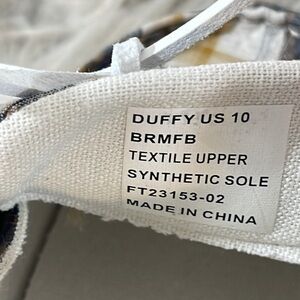 DUFFY US 10
BRMFB
TEXTILE UPPER
SYNTHETIC SOLE
FT23153-02
MADE IN CHINA